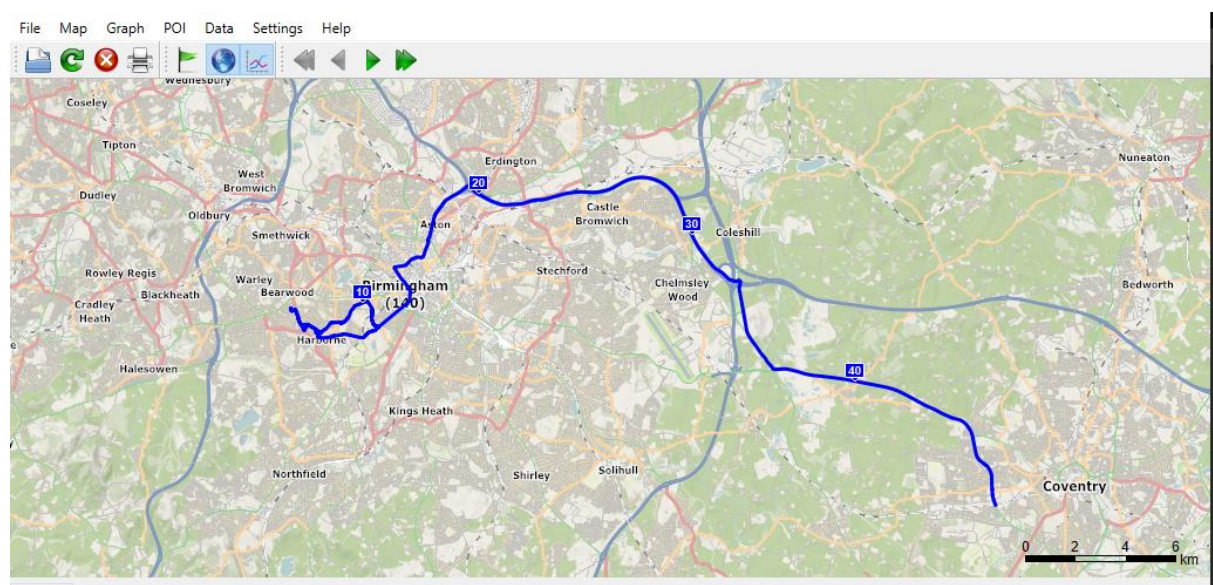 File Map Graph POI Data Settings Help
Wednesbury
Coseley
Tipton
Erdington
Nuneaton
West
Bromwich
20
Dudley
Castle
Bromwich
Oldbury
Aston
30
Smethwick
Coleshill
Stechford
Rowley Regis
Warley
Chelmsley
Wood
Bearwood
10
Birmingham
(140)
Bedworth
Blackheath
Cradley
Heath
Harborne
Halesowen
40
Kings Heath
Northfield
Shirley
Solihull
Coventry
0 2 4 6
km